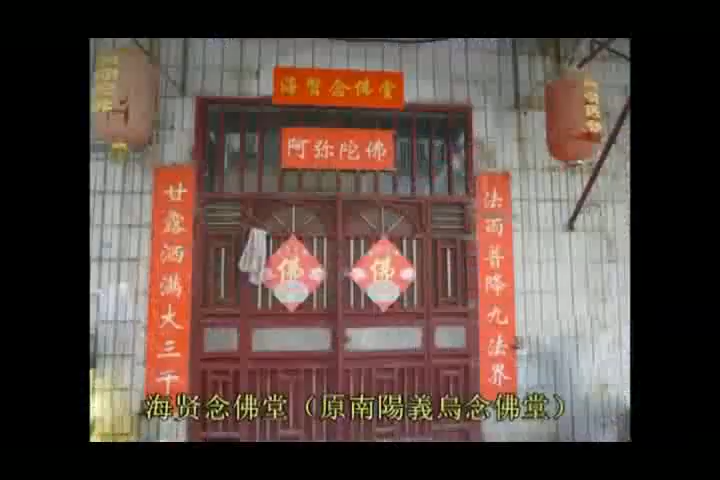 海賢念佛堂
阿弥陀佛
甘露洒满大三千
法雨普降九法界
佛
佛
海贤念佛堂（原南陽義烏念佛堂）